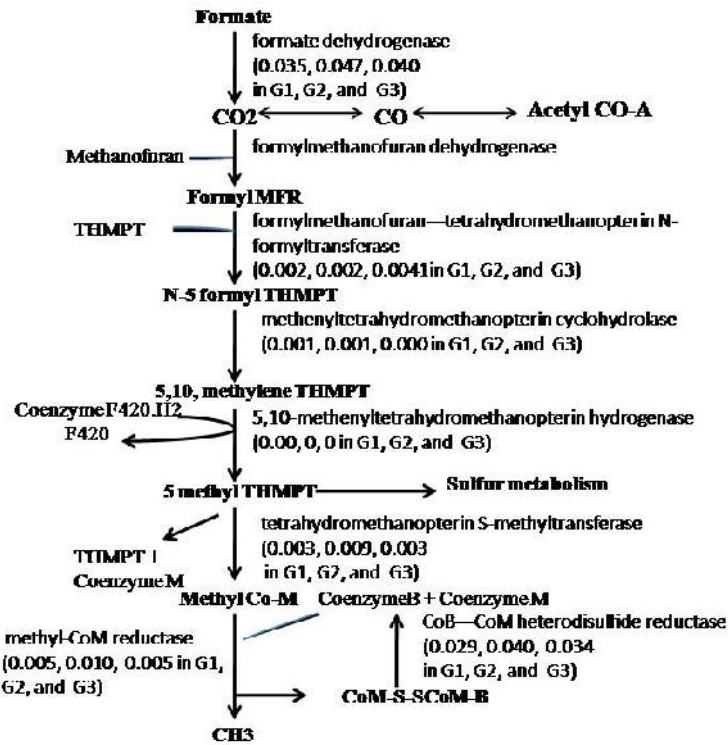 Formate
formate dehydrogenase
(0.035, 0.047, 0.040
in G1, G2, and G3)
CO2 CO Acetyl CO-A
Methanofuran
formylmethanofuran dehydrogenase
Formyl MFR
THMPT
formylmethanofuran—tetrahydromethanopterin N-
formyltransferase
(0.002, 0.002, 0.0041in G1, G2, and G3)
N-5 formyl THMPT
methenyltetrahydromethanopterin cyclohydrolase
(0.001, 0.001, 0.000 in G1, G2, and G3)
5,10, methylene THMPT
Coenzyme F420.H2
F420
5,10-methenyltetrahydromethanopterin hydrogenase
(0.00, 0, 0 in G1, G2, and G3)
5 methyl THMPT
Sulfur metabolism
tetrahydromethanopterin S-methyltransferase
(0.003, 0.009, 0.003
in G1, G2, and G3)
THMPT +
Coenzyme M
Methyl Co-M CoenzymeB + Coenzyme M
methyl-CoM reductase
(0.005, 0.010, 0.005 in G1,
G2, and G3)
CoB—CoM heterodisulfide reductase
(0.029, 0.040, 0.034
in G1, G2, and G3)
CoM-S-SCoM-B
CH3